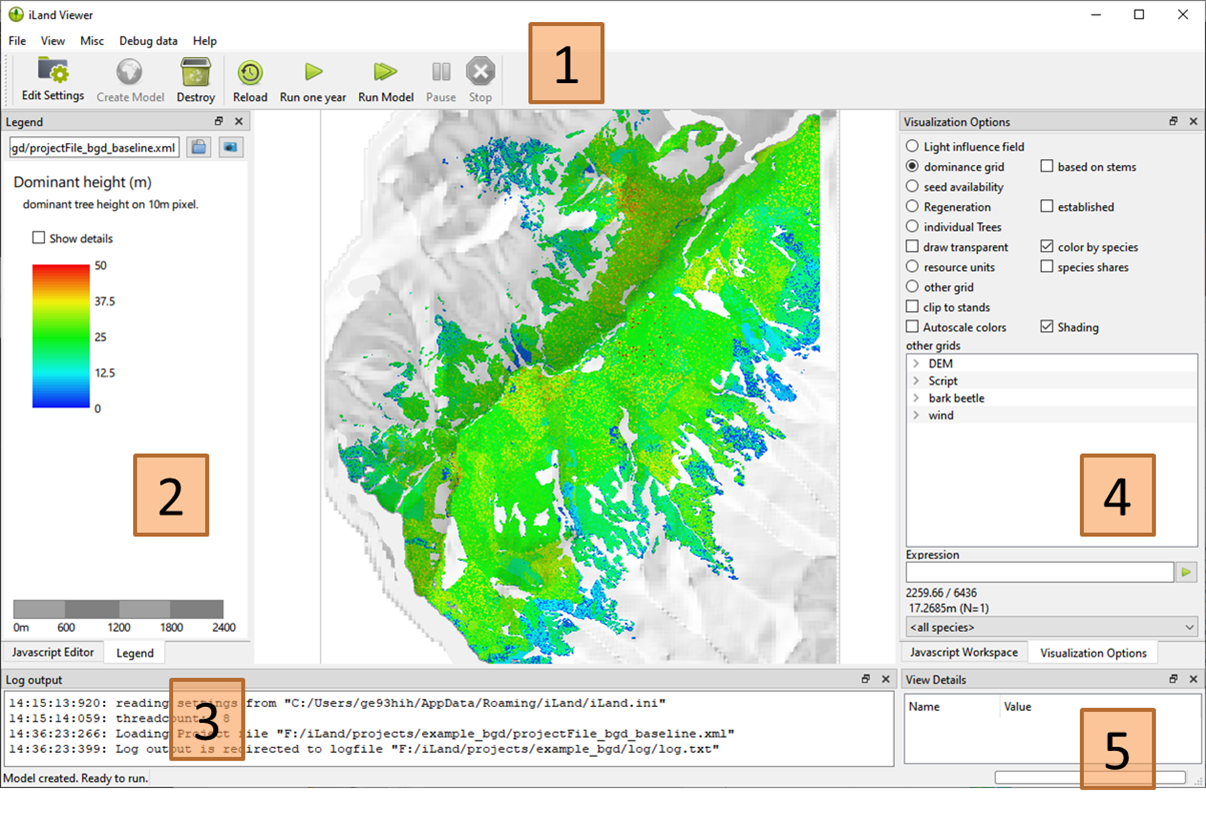 iLand Viewer
File View Misc Debug data Help
1
Edit Settings Create Model Destroy Reload Run one year Run Model Pause Stop
Legend
gd/projectFile_bgd_baseline.xml
Dominant height (m)
dominant tree height on 10m pixel.
Show details
50
37.5
25
12.5
0
2
0m 600 1200 1800 2400
Javascript Editor Legend
Visualization Options
Light influence field
dominance grid based on stems
seed availability
Regeneration established
individual Trees
draw transparent color by species
resource units species shares
other grid
clip to stands
Autoscale colors Shading
other grids
DEM
Script
bark beetle
wind
4
Expression
2259.66 / 6436
17.2685m (N=1)
<all species>
Javascript Workspace Visualization Options
Log output
14:15:13:920: reading settings from "C:/Users/ge93hih/AppData/Roaming/iLand/iLand.ini"
14:15:14:059: threadcount: 8
14:36:23:266: Loading Project file "F:/iLand/projects/example_bgd/projectFile_bgd_baseline.xml"
14:36:23:399: Log output is redirected to logfile "F:/iLand/projects/example_bgd/log/log.txt"
3
Model created. Ready to run.
View Details
Name Value
5